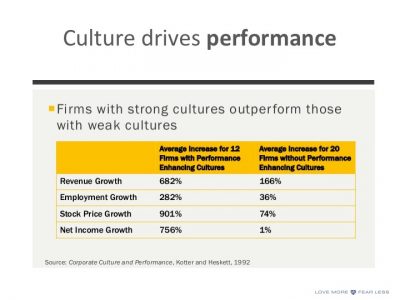 Culture drives performance
Firms with strong cultures outperform those
with weak cultures
Average Increase for 12
Firms with Performance
Enhancing Cultures
Average Increase for 20
Firms without Performance
Enhancing Cultures
Revenue Growth 682% 166%
Employment Growth 282% 36%
Stock Price Growth 901% 74%
Net Income Growth 756% 1%
Source: Corporate Culture and Performance, Kotter and Heskett, 1992
LOVE MORE FEAR LESS